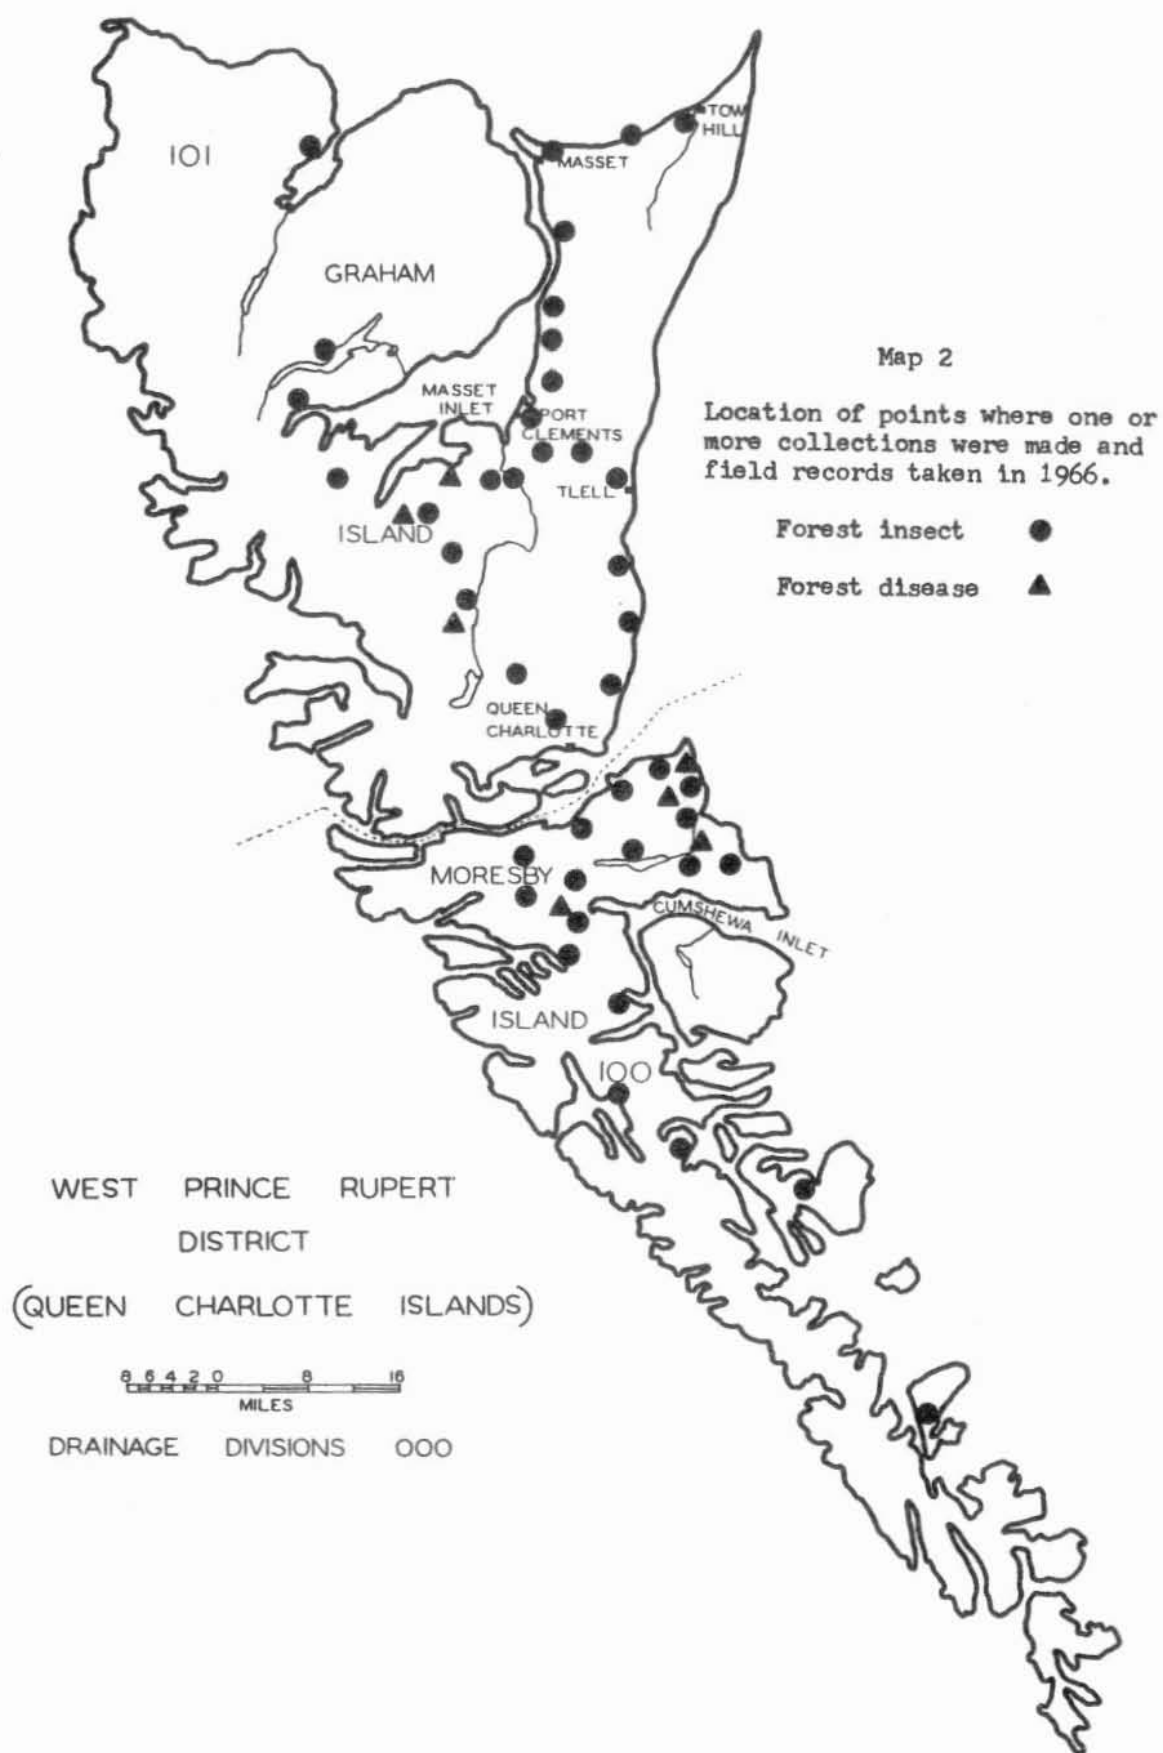 TOW
HILL
MASSET
101
GRAHAM
Map 2
MASSET
INLET
PORT
CLEMENTS
Location of points where one or
more collections were made and
field records taken in 1966.
TLELL
ISLAND
Forest insect
Forest disease
QUEEN
CHARLOTTE
MORESBY
CUMSHEWA INLET
ISLAND
100
WEST PRINCE RUPERT
DISTRICT
(QUEEN CHARLOTTE ISLANDS)
8 6 4 2 0 8 16
MILES
DRAINAGE DIVISIONS 000